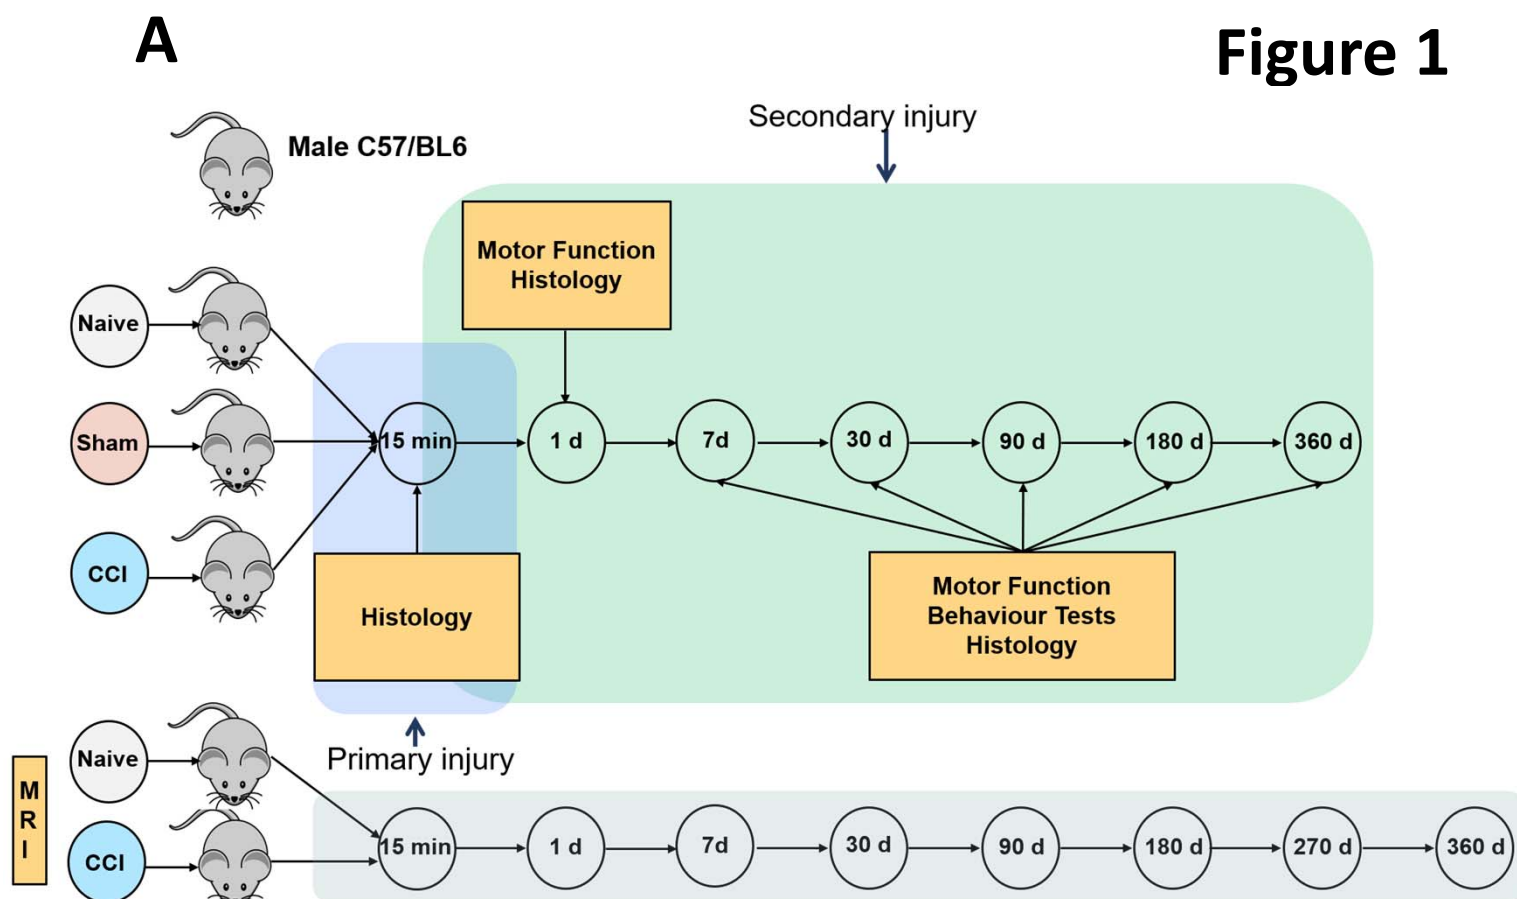 A
Figure 1
Secondary injury
Male C57/BL6
Motor Function
Histology
Naive
Sham
CCI
15 min
1 d
7d
30 d
90 d
180 d
360 d
Histology
Motor Function
Behaviour Tests
Histology
Primary injury
M
R
I
Naive
CCI
15 min
1 d
7d
30 d
90 d
180 d
270 d
360 d